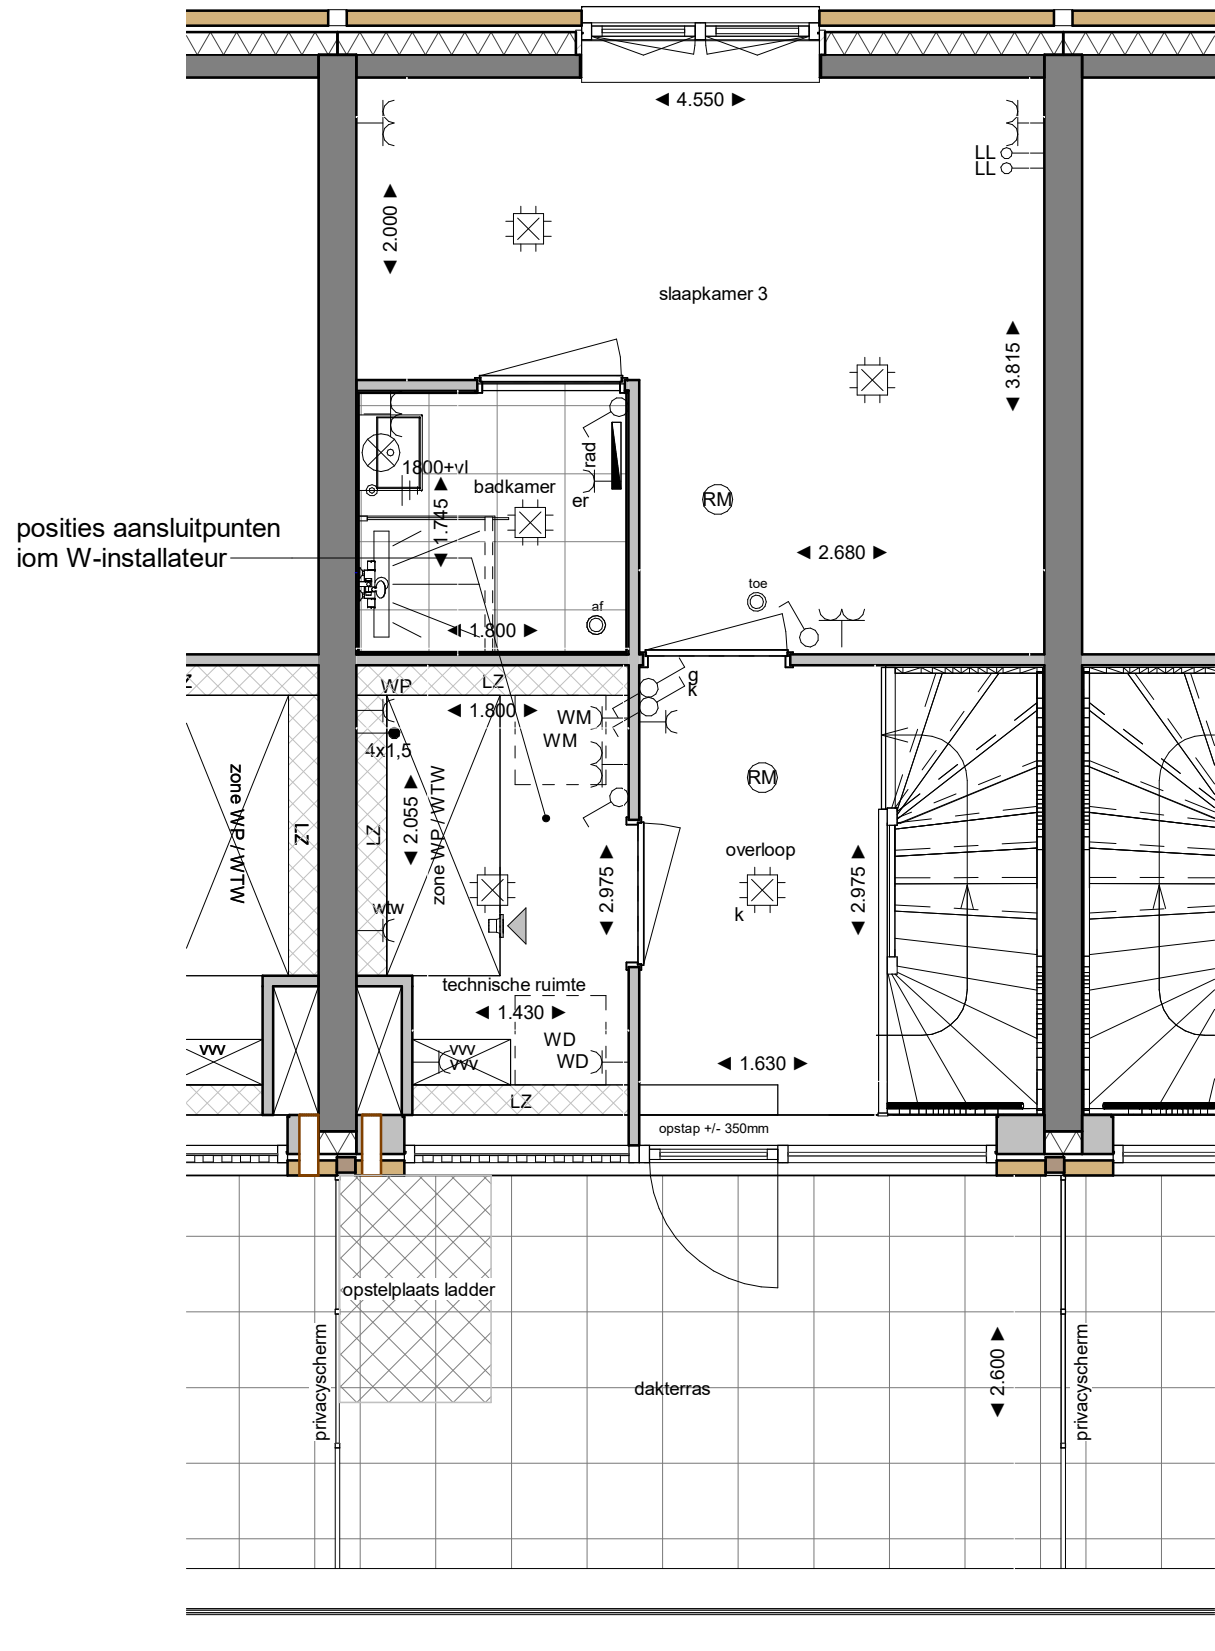 ◄ 4.550 ►
LL
LL
◄ 2.000 ►
slaapkamer 3
◄ 3.815 ►
1800+vl
rad
badkamer
er
◄ 1.745 ►
RM
posities aansluitpunten
iom W-installateur
◄ 2.680 ►
toe
af
◄ 1.800 ►
LZ
WP
g
k
◄ 1.800 ►
WM
WM
4x1,5
RM
zone WP / WTW
LZ
LZ
◄ 2.055 ►
zone WP / WTW
overloop
◄ 2.975 ►
◄ 2.975 ►
k
wtw
technische ruimte
◄ 1.430 ►
vvv
vvv
vvv
WD
WD
◄ 1.630 ►
LZ
opstap +/- 350mm
opstelplaats ladder
privacyscherm
dakterras
◄ 2.600 ►
privacyscherm